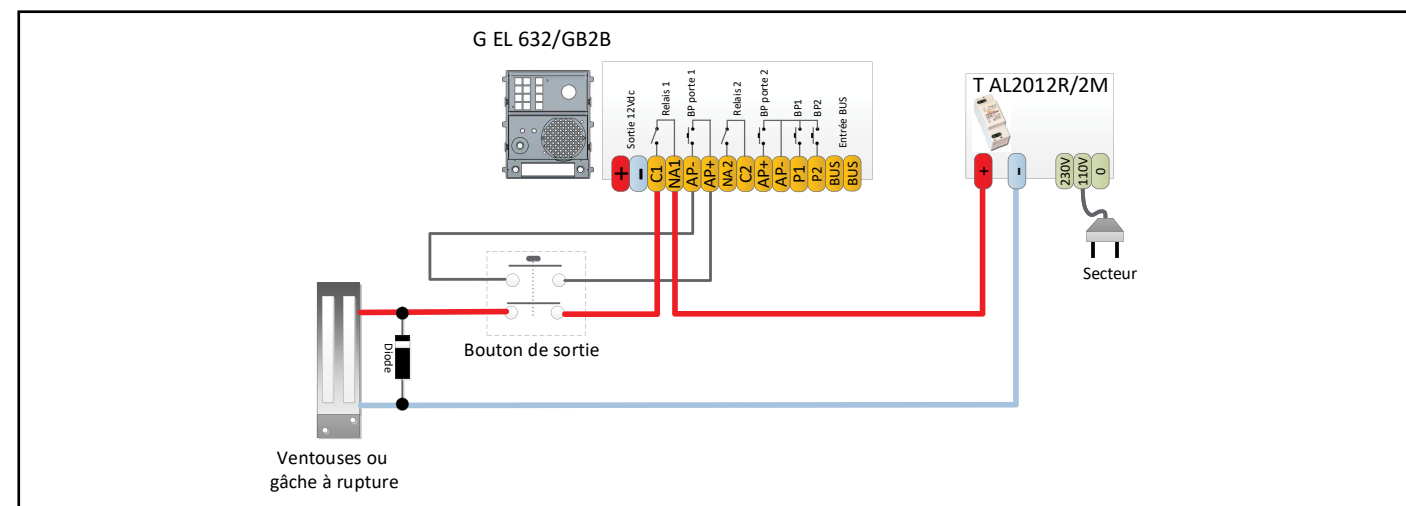 G EL 632/GB2B
T AL2012R/2M
Sortie 12Vdc
Relais 1
BP porte 1
Relais 2
BP porte 2
BP1
BP2
Entrée BUS
+
-
C1
NA1
AP-
AP+
NA2
C2
AP+
AP-
P1
P2
BUS
BUS
+
-
230V
110V
0
Secteur
Bouton de sortie
Diode
Ventouses ou
gâche à rupture